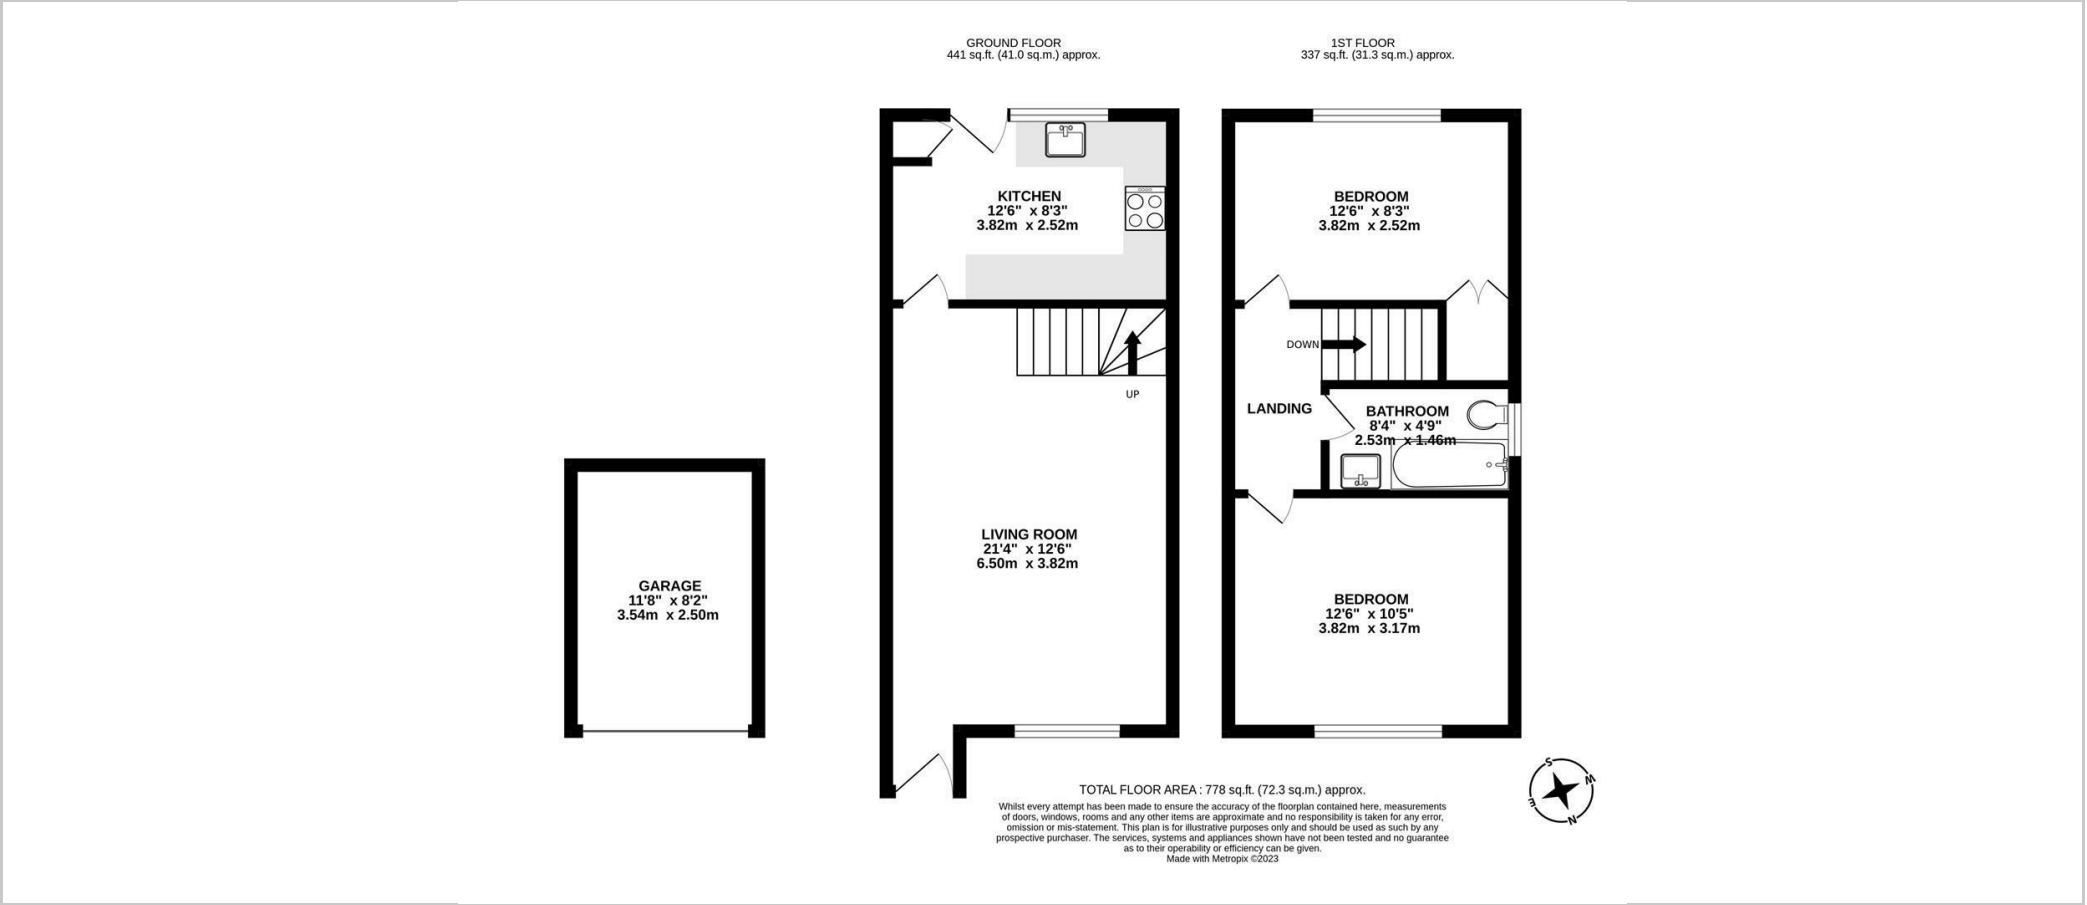 GROUND FLOOR
441 sq.ft. (41.0 sq.m.) approx.
1ST FLOOR
337 sq.ft. (31.3 sq.m.) approx.
KITCHEN
12'6" x 8'3"
3.82m x 2.52m
BEDROOM
12'6" x 8'3"
3.82m x 2.52m
DOWN
UP
LANDING
BATHROOM
8'4" x 4'9"
2.53m x 1.46m
LIVING ROOM
21'4" x 12'6"
6.50m x 3.82m
GARAGE
11'8" x 8'2"
3.54m x 2.50m
BEDROOM
12'6" x 10'5"
3.82m x 3.17m
S
W
E
N
TOTAL FLOOR AREA : 778 sq.ft. (72.3 sq.m.) approx.
Whilst every attempt has been made to ensure the accuracy of the floorplan contained here, measurements
of doors, windows, rooms and any other items are approximate and no responsibility is taken for any error,
omission or mis-statement. This plan is for illustrative purposes only and should be used as such by any
prospective purchaser. The services, systems and appliances shown have not been tested and no guarantee
as to their operability or efficiency can be given.
Made with Metropix ©2023